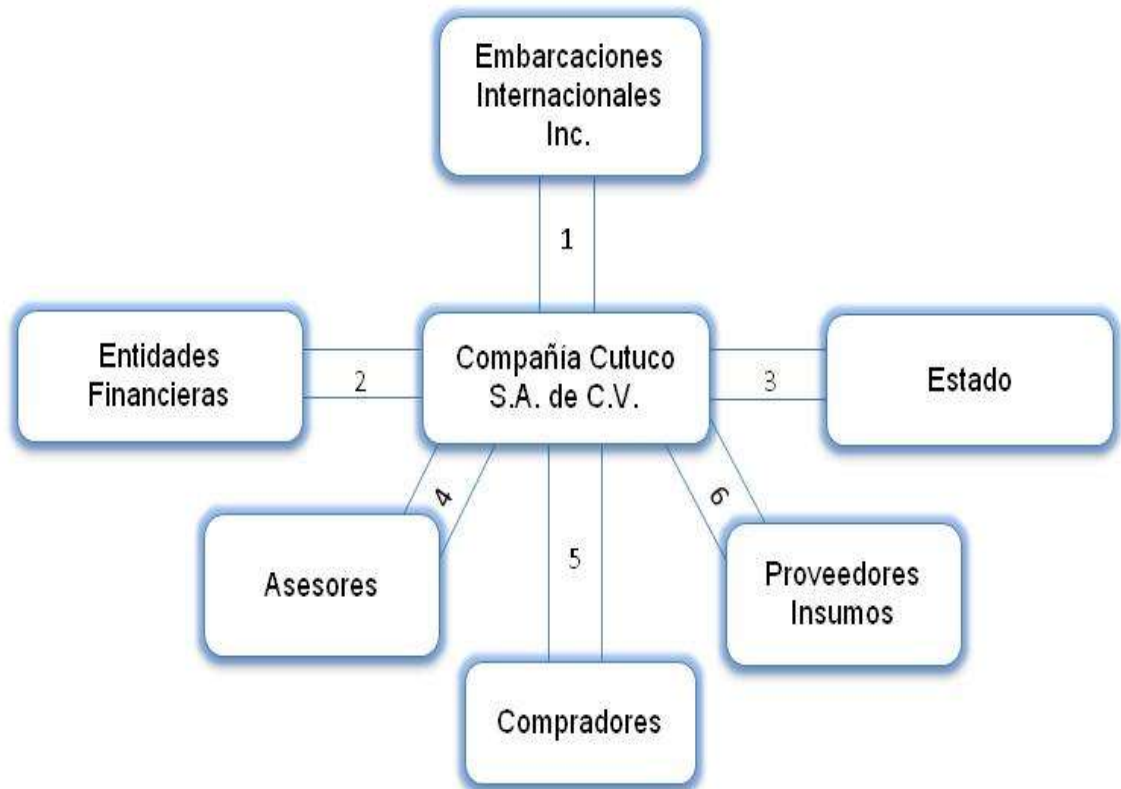 Embarcaciones
Internacionales
Inc.
1
Entidades
Financieras
2
Compañía Cutuco
S.A. de C.V.
3
Estado
4
Asesores
5
6
Proveedores
Insumos
Compradores